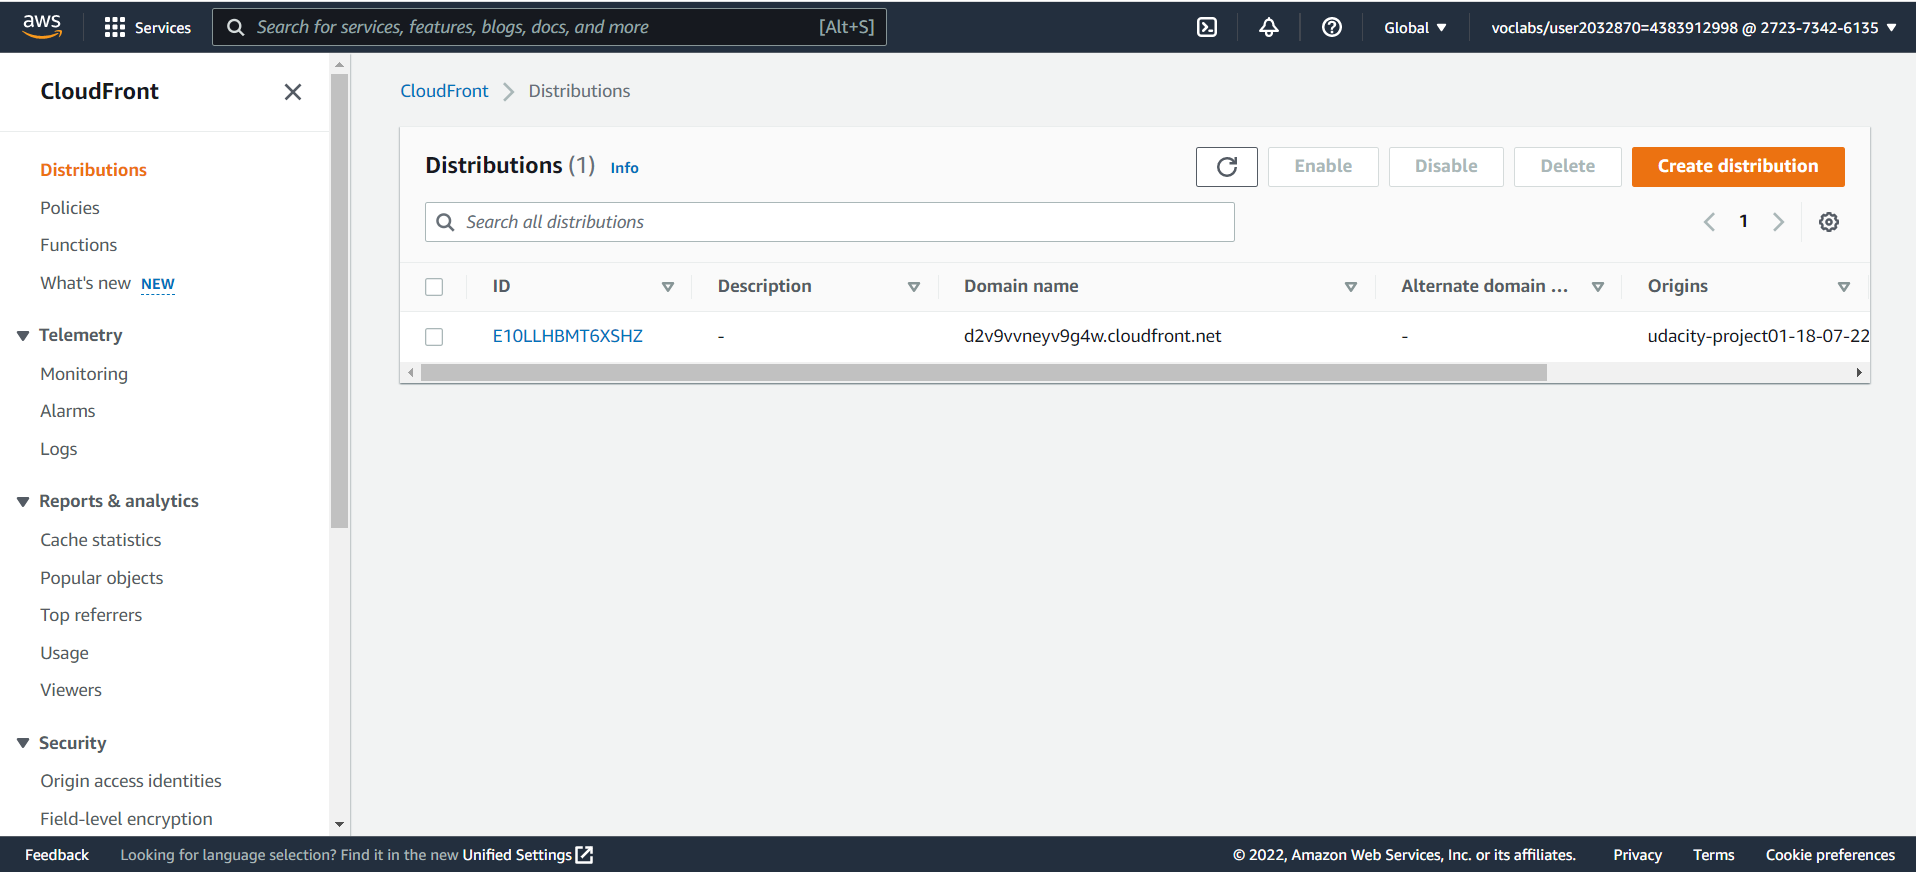 aws Services Search for services, features, blogs, docs, and more [Alt+S] Global voclabs/user2032870=4383912998 @ 2723-7342-6135
CloudFront
Distributions
Policies
Functions
What's new NEW
Telemetry
Monitoring
Alarms
Logs
Reports & analytics
Cache statistics
Popular objects
Top referrers
Usage
Viewers
Security
Origin access identities
Field-level encryption
CloudFront Distributions
Distributions (1) Info Enable Disable Delete Create distribution
Search all distributions 1
ID Description Domain name Alternate domain ... Origins
E10LLHBMT6XSHZ - d2v9vvneyv9g4w.cloudfront.net - udacity-project01-18-07-22
Feedback Looking for language selection? Find it in the new Unified Settings © 2022, Amazon Web Services, Inc. or its affiliates. Privacy Terms Cookie preferences